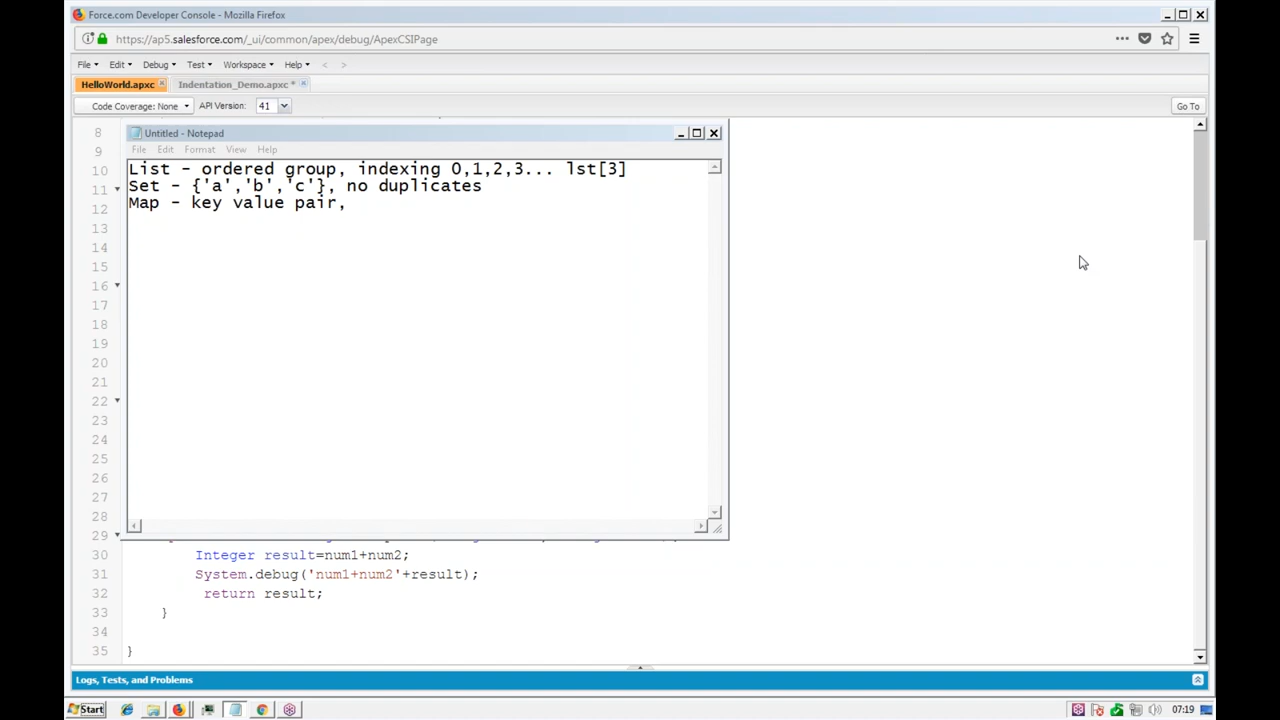 Force.com Developer Console - Mozilla Firefox
https://ap5.salesforce.com/_ui/common/apex/debug/ApexCSIPage
File Edit Debug Test Workspace Help < >
HelloWorld.apxc Indentation_Demo.apxc *
Code Coverage: None API Version: 41 Go To
8
Untitled - Notepad
9
File Edit Format View Help
10 List - ordered group, indexing 0,1,2,3... lst[3]
11 Set - {'a','b','c'}, no duplicates
12 Map - key value pair,
13
14
15
16
17
18
19
20
21
22
23
24
25
26
27
28
29
30 Integer result=num1+num2;
31 System.debug('num1+num2'+result);
32 return result;
33 }
34
35 }
Logs, Tests, and Problems
Start 07:19